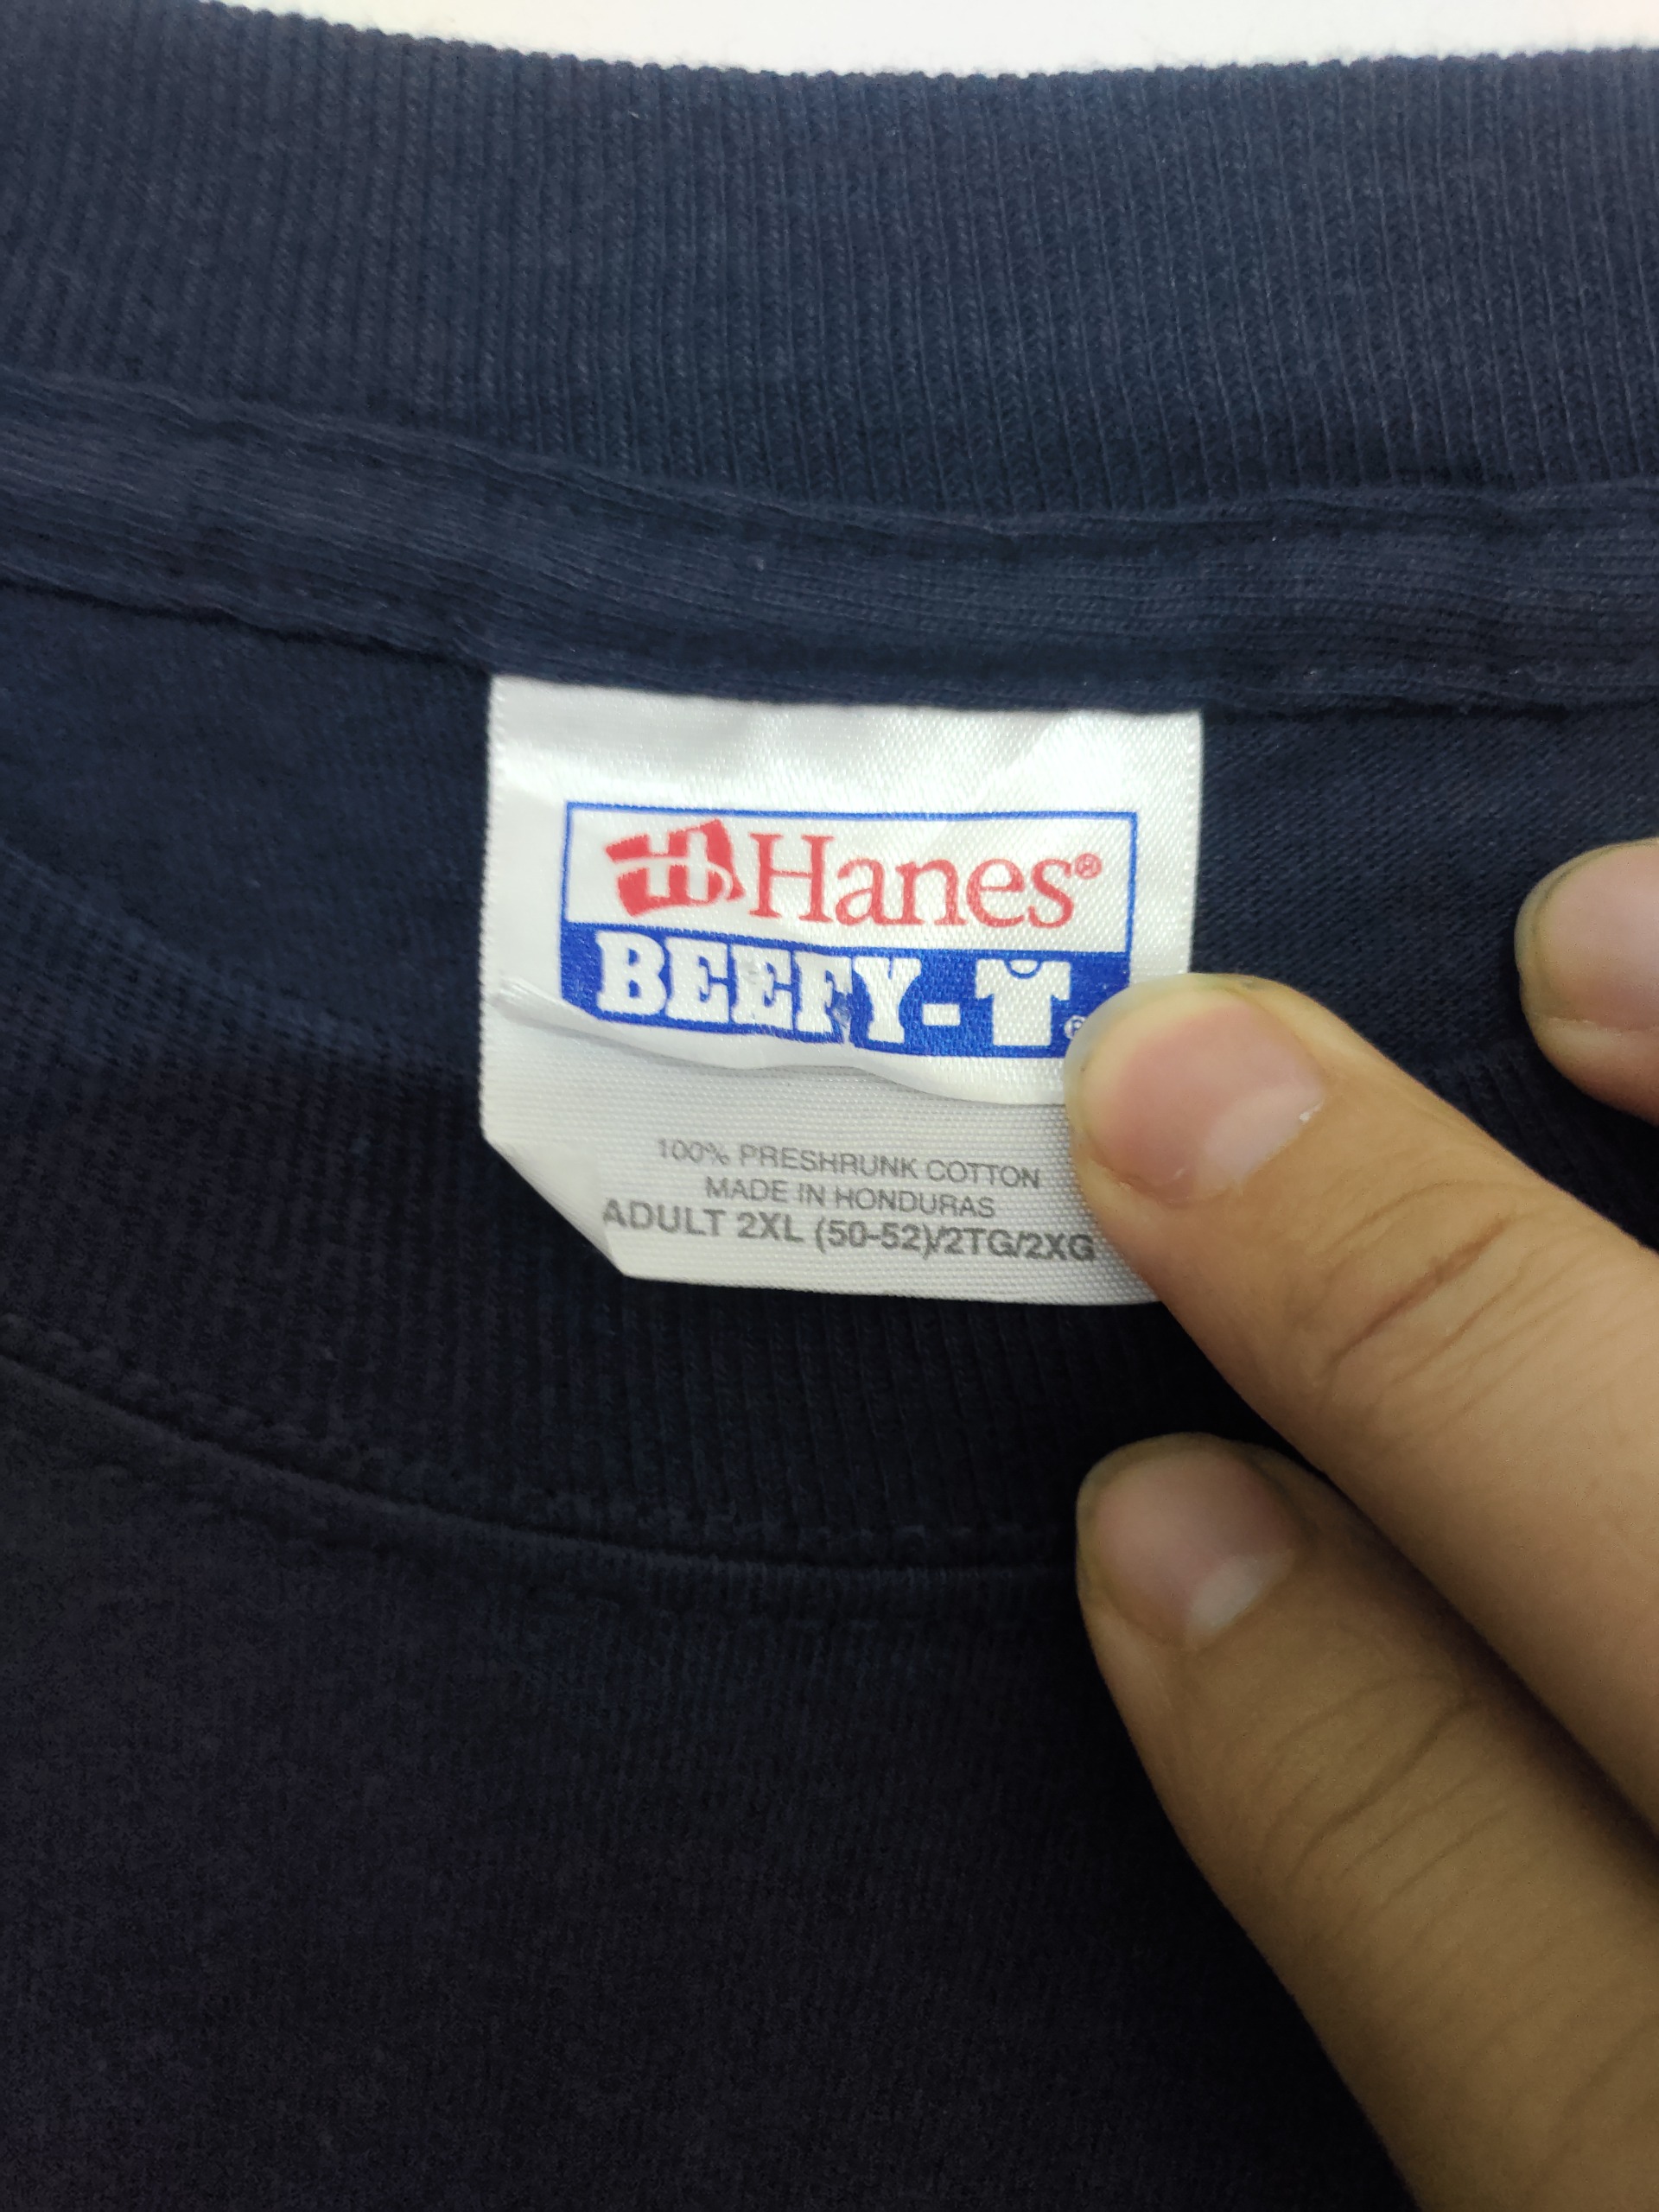 Hanes®
BEEFY-T®
100% PRESHRUNK COTTON
MADE IN HONDURAS
ADULT 2XL (50-52)/2TG/2XG